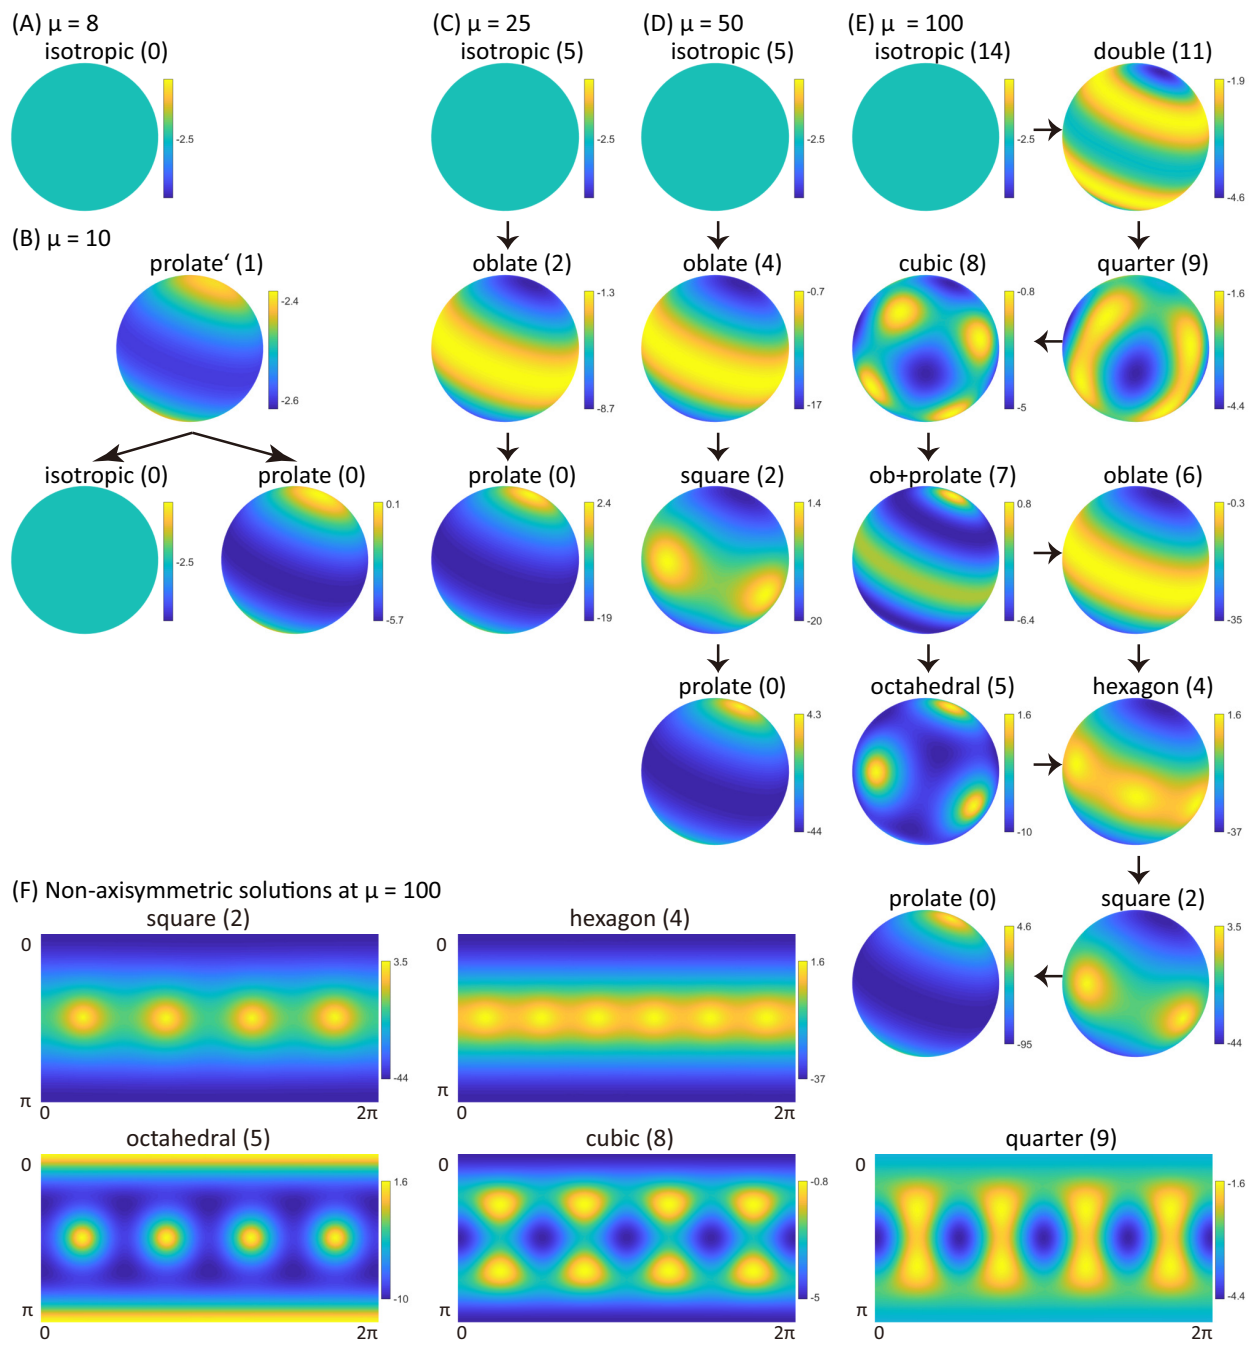 (A) μ = 8
isotropic (0)
-2.5
(B) μ = 10
prolate‘ (1)
-2.4
-2.6
isotropic (0)
-2.5
prolate (0)
0.1
-5.7
(C) μ = 25
isotropic (5)
-2.5
oblate (2)
-1.3
-8.7
prolate (0)
2.4
-19
(D) μ = 50
isotropic (5)
-2.5
oblate (4)
-0.7
-17
square (2)
1.4
-20
prolate (0)
4.3
-44
(E) μ = 100
isotropic (14)
-2.5
double (11)
-1.9
-4.6
cubic (8)
-0.8
-5
quarter (9)
-1.6
-4.4
ob+prolate (7)
0.8
-6.4
oblate (6)
-0.3
-35
octahedral (5)
1.6
-10
hexagon (4)
1.6
-37
prolate (0)
4.6
-95
square (2)
3.5
-44
(F) Non-axisymmetric solutions at μ = 100
square (2)
0
π
0
2π
3.5
-44
hexagon (4)
0
2π
1.6
-37
octahedral (5)
0
π
0
2π
1.6
-10
cubic (8)
0
π
0
2π
-0.8
-5
quarter (9)
0
π
0
2π
-1.6
-4.4